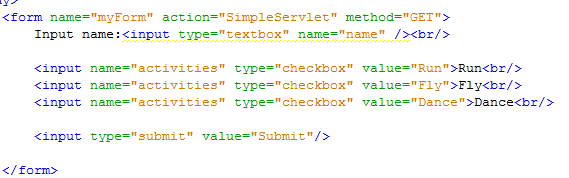 <form name="myForm" action="SimpleServlet" method="GET">
Input name:<input type="textbox" name="name" /><br/>
<input name="activities" type="checkbox" value="Run">Run<br/>
<input name="activities" type="checkbox" value="Fly">Fly<br/>
<input name="activities" type="checkbox" value="Dance">Dance<br/>
<input type="submit" value="Submit"/>
</form>